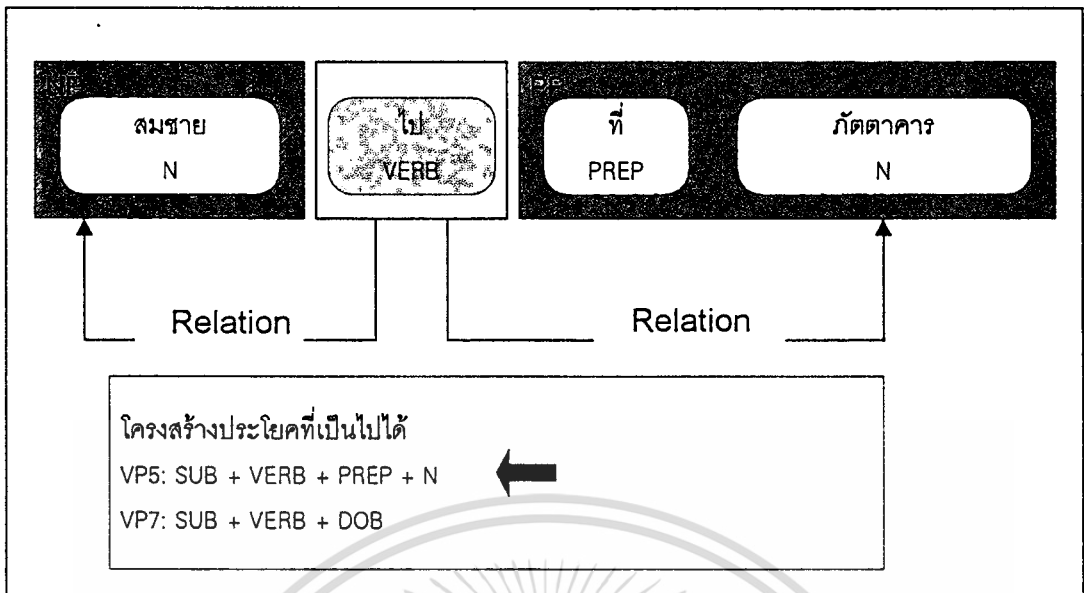 NP PP
สมชาย ไป ที่ ภัตตาคาร
N VERB PREP N
Relation Relation
โครงสร้างประโยคที่เป็นไปได้
VP5: SUB + VERB + PREP + N
VP7: SUB + VERB + DOB